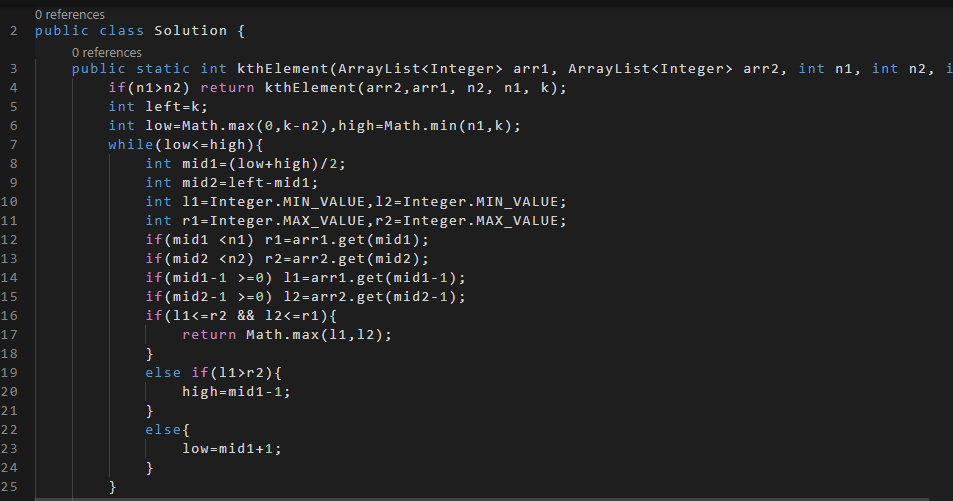 0 references
2 public class Solution {
0 references
3 public static int kthElement(ArrayList<Integer> arr1, ArrayList<Integer> arr2, int n1, int n2, i
4 if(n1>n2) return kthElement(arr2,arr1, n2, n1, k);
5 int left=k;
6 int low=Math.max(0,k-n2),high=Math.min(n1,k);
7 while(low<=high){
8 int mid1=(low+high)/2;
9 int mid2=left-mid1;
10 int l1=Integer.MIN_VALUE,l2=Integer.MIN_VALUE;
11 int r1=Integer.MAX_VALUE,r2=Integer.MAX_VALUE;
12 if(mid1 <n1) r1=arr1.get(mid1);
13 if(mid2 <n2) r2=arr2.get(mid2);
14 if(mid1-1 >=0) l1=arr1.get(mid1-1);
15 if(mid2-1 >=0) l2=arr2.get(mid2-1);
16 if(l1<=r2 && l2<=r1){
17 return Math.max(l1,l2);
18 }
19 else if(l1>r2){
20 high=mid1-1;
21 }
22 else{
23 low=mid1+1;
24 }
25 }